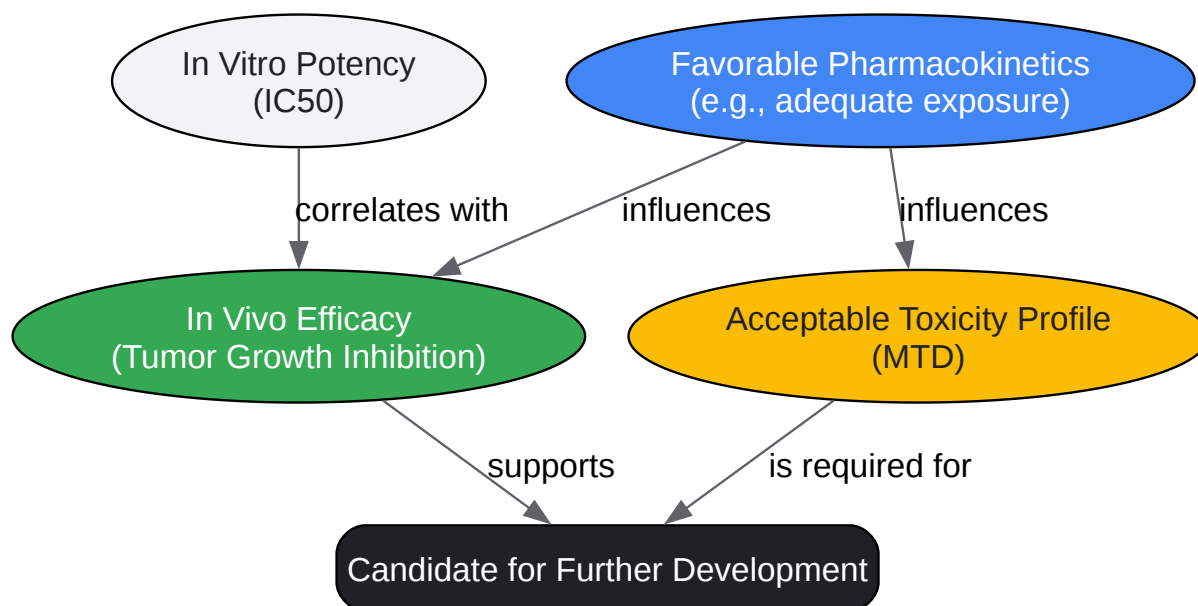 In Vitro Potency
(IC50)
Favorable Pharmacokinetics
(e.g., adequate exposure)
correlates with
influences
influences
In Vivo Efficacy
(Tumor Growth Inhibition)
Acceptable Toxicity Profile
(MTD)
supports
is required for
Candidate for Further Development